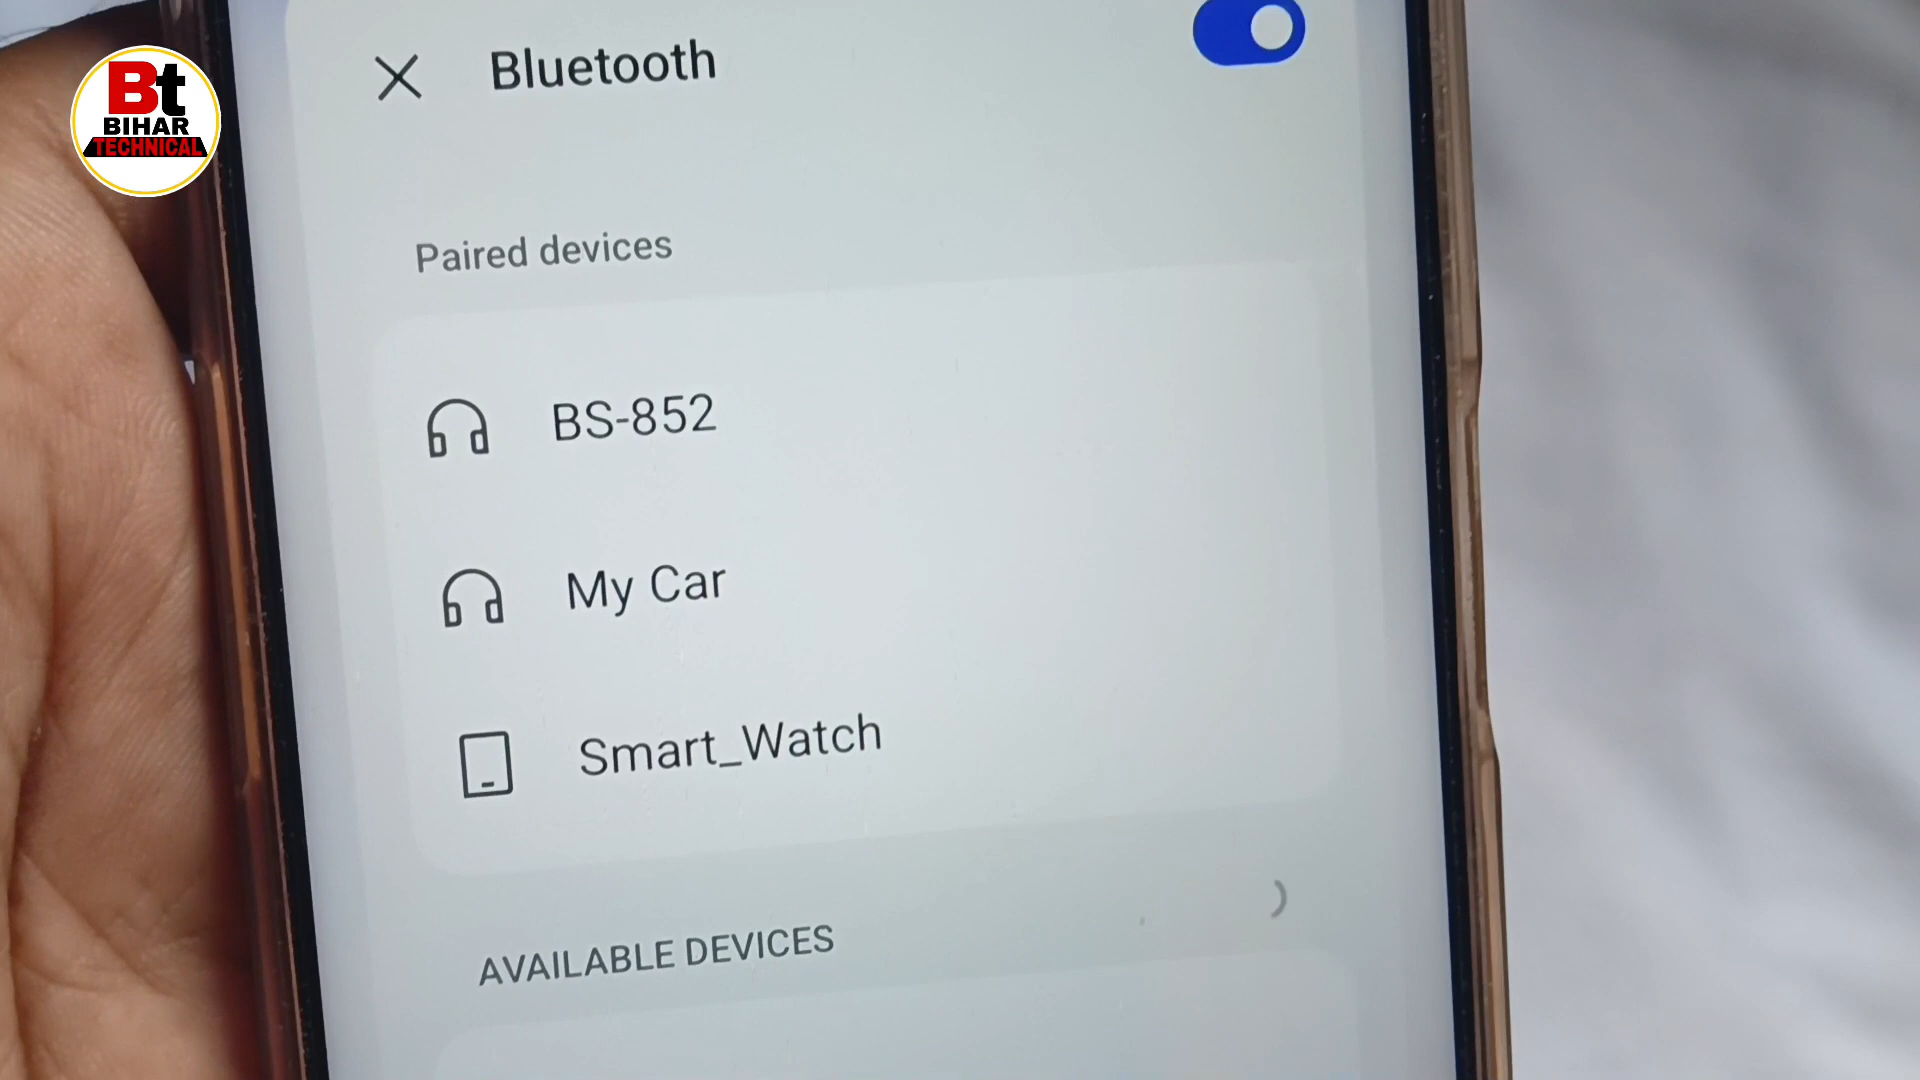 Bt
BIHAR
TECHNICAL
Bluetooth
Paired devices
BS-852
My Car
Smart_Watch
AVAILABLE DEVICES